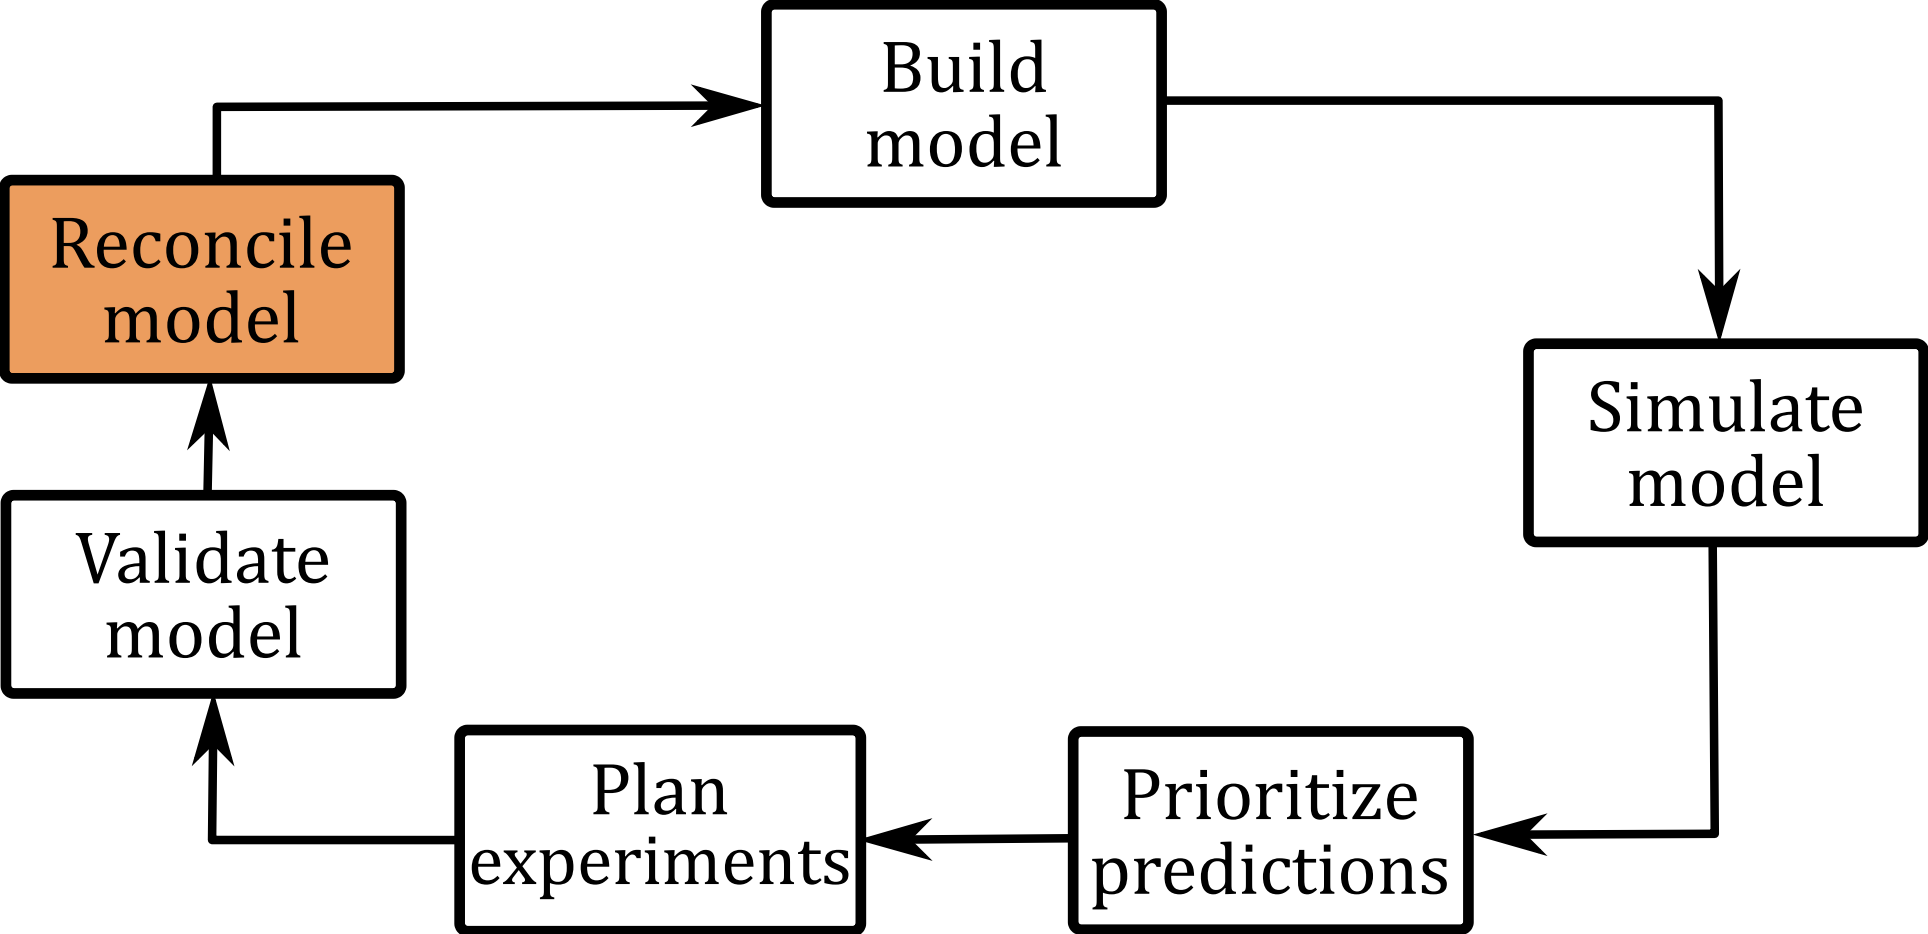 Build
model
Reconcile
model
Simulate
model
Validate
model
Plan
experiments
Prioritize
predictions